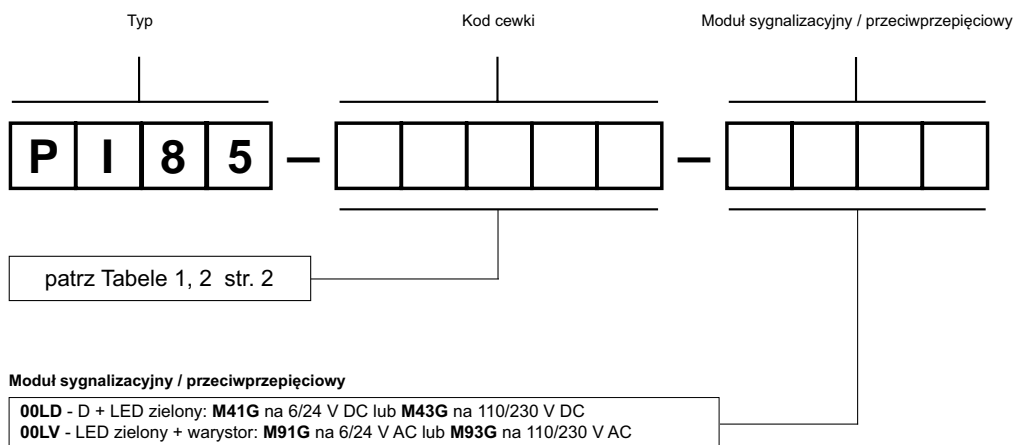 Typ Kod cewki Moduł sygnalizacyjny / przeciwprzepięciowy
P I 8 5 – –
patrz Tabele 1, 2 str. 2
Moduł sygnalizacyjny / przeciwprzepięciowy
00LD - D + LED zielony: M41G na 6/24 V DC lub M43G na 110/230 V DC
00LV - LED zielony + warystor: M91G na 6/24 V AC lub M93G na 110/230 V AC